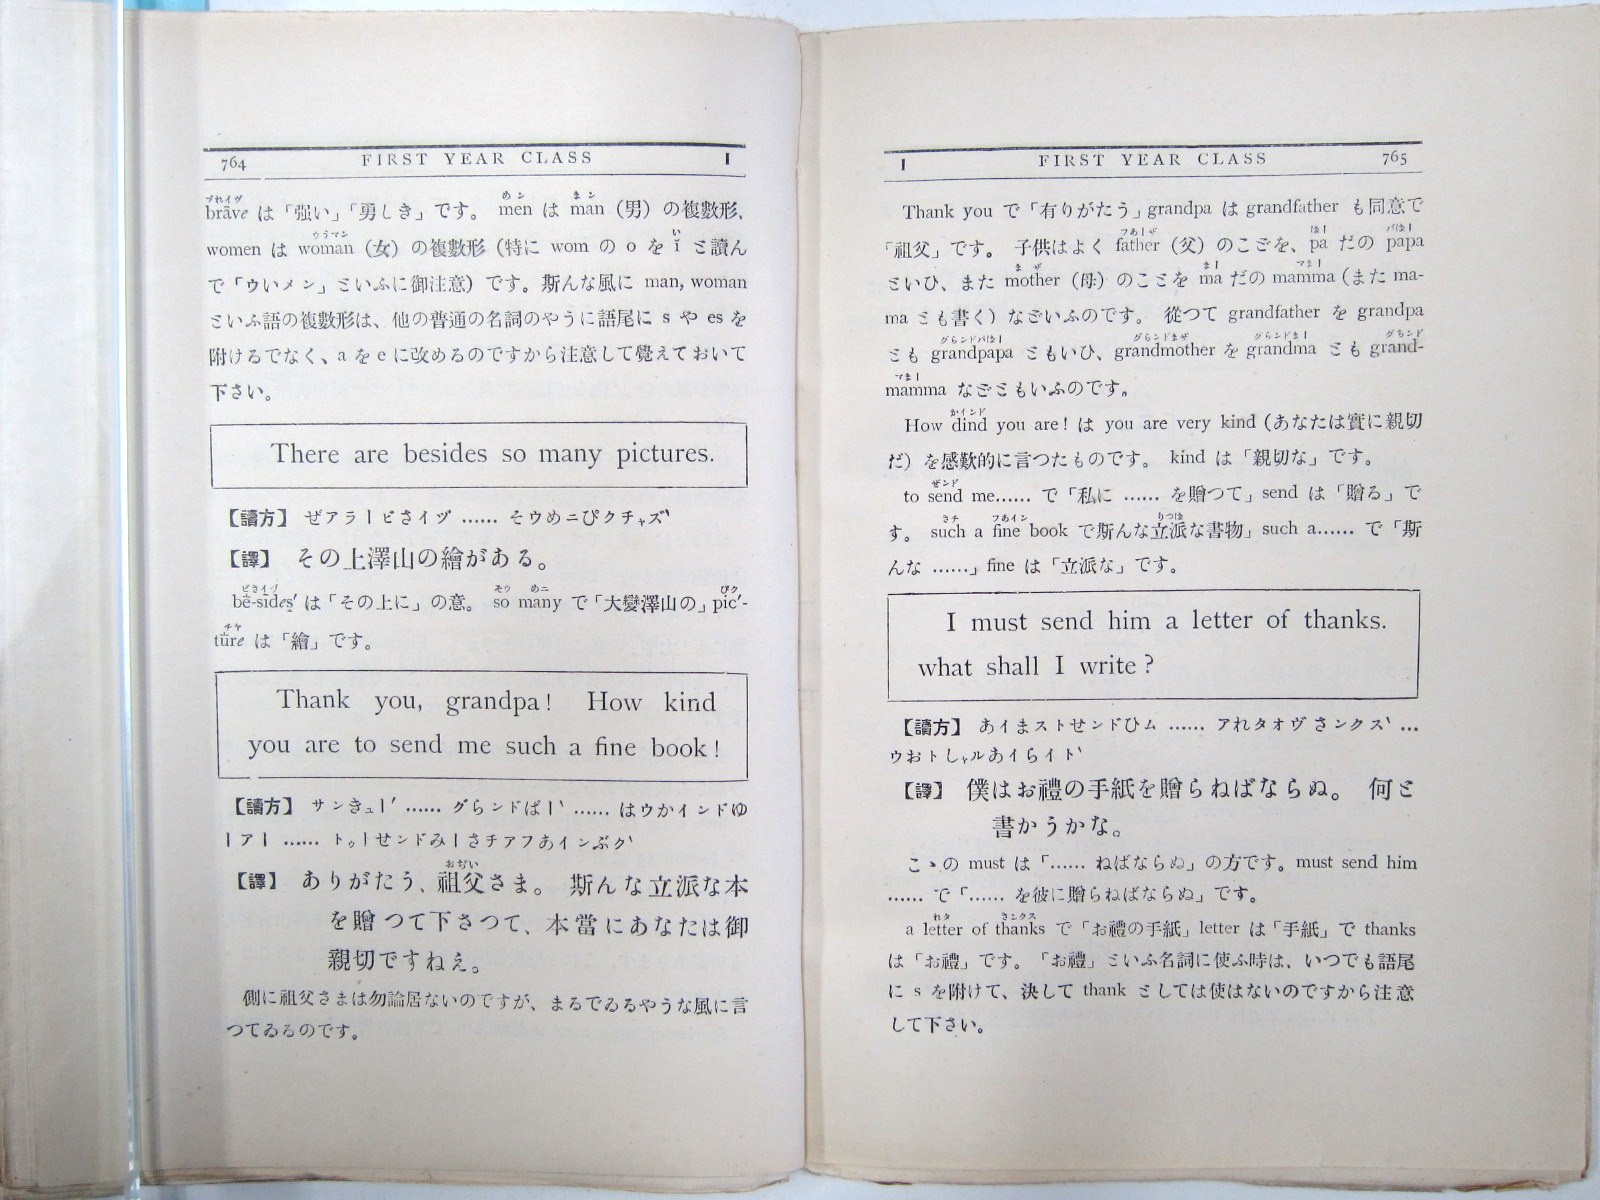 764 FIRST YEAR CLASS I
brāve は「强い」「勇しき」です。 men は man (男) の複數形、
women は woman (女) の複數形 (特に wom の o を ĭ と讀ん
で「ウいメン」といふに御注意) です。斯んな風に man, woman
といふ語の複數形は、他の普通の名詞のやうに語尾に s や es を
附けるでなく、a を e に改めるのですから注意して覺えておいて
下さい。
There are besides so many pictures.
【讀方】 ぜアラービさイヅ …… そウめニぴクチャズ
【譯】 その上澤山の繪がある。
bē-sides′ は「その上に」の意。 so many で「大變澤山の」pic′-
tūre は「繪」です。
Thank you, grandpa! How kind
you are to send me such a fine book!
【讀方】 サンきュー …… グらンドぱー …… はウかインドゆ
ーアー …… トゥーせンドみーさチアフあインぶク
【譯】 ありがたう、祖父さま。 斯んな立派な本
を贈つて下さつて、本當にあなたは御
親切ですねえ。
側に祖父さまは勿論居ないのですが、まるでゐるやうな風に言
つてゐるのです。
I FIRST YEAR CLASS 765
Thank you で「有りがたう」grandpa は grandfather も同意で
「祖父」です。 子供はよく father (父) のことを、pa だの papa
といひ、また mother (母) のことを ma だの mamma (また ma-
ma とも書く) などいふのです。 從つて grandfather を grandpa
とも grandpapa ともいひ、grandmother を grandma とも grand-
mamma などともいふのです。
How dind you are! は you are very kind (あなたは實に親切
だ) を感歎的に言つたものです。 kind は「親切な」です。
to send me…… で「私に …… を贈つて」send は「贈る」で
す。 such a fine book で斯んな立派な書物」such a…… で「斯
んな ……」fine は「立派な」です。
I must send him a letter of thanks.
what shall I write?
【讀方】 あイまストせンドひム …… アれタオヴさンクス …
ウおトしャルあイらイト
【譯】 僕はお禮の手紙を贈らねばならぬ。 何と
書かうかな。
こゝの must は「…… ねばならぬ」の方です。must send him
…… で「…… を彼に贈らねばならぬ」です。
a letter of thanks で「お禮の手紙」letter は「手紙」で thanks
は「お禮」です。「お禮」といふ名詞に使ふ時は、いつでも語尾
に s を附けて、決して thank としては使はないのですから注意
して下さい。